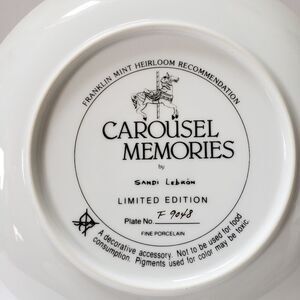 FRANKLIN MINT HEIRLOOM RECOMMENDATION
CAROUSEL
MEMORIES
by
SANDI LEBRÓN
LIMITED EDITION
Plate No. F 9048
FINE PORCELAIN
A decorative accessory. Not to be used for food
consumption. Pigments used for color may be toxic.